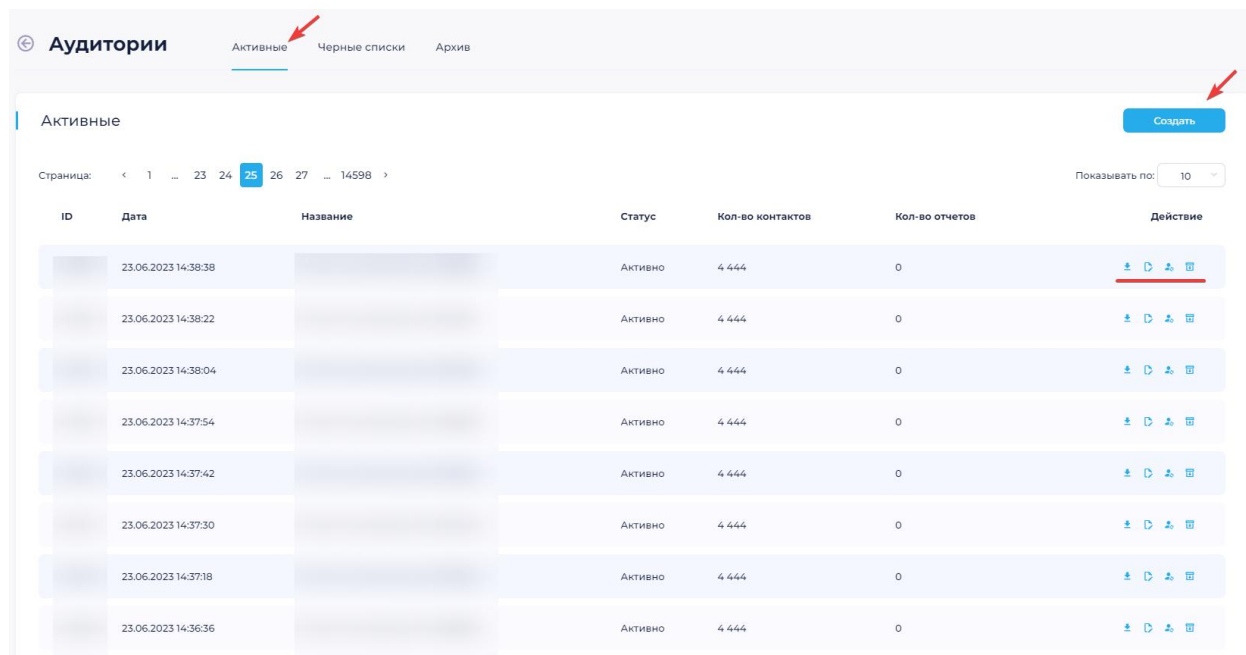 Аудитории Активные Черные списки Архив
Активные Создать
Страница: < 1 ... 23 24 25 26 27 ... 14598 > Показывать по: 10
ID Дата Название Статус Кол-во контактов Кол-во отчетов Действие
23.06.2023 14:38:38 Активно 4 444 0
23.06.2023 14:38:22 Активно 4 444 0
23.06.2023 14:38:04 Активно 4 444 0
23.06.2023 14:37:54 Активно 4 444 0
23.06.2023 14:37:42 Активно 4 444 0
23.06.2023 14:37:30 Активно 4 444 0
23.06.2023 14:37:18 Активно 4 444 0
23.06.2023 14:36:36 Активно 4 444 0